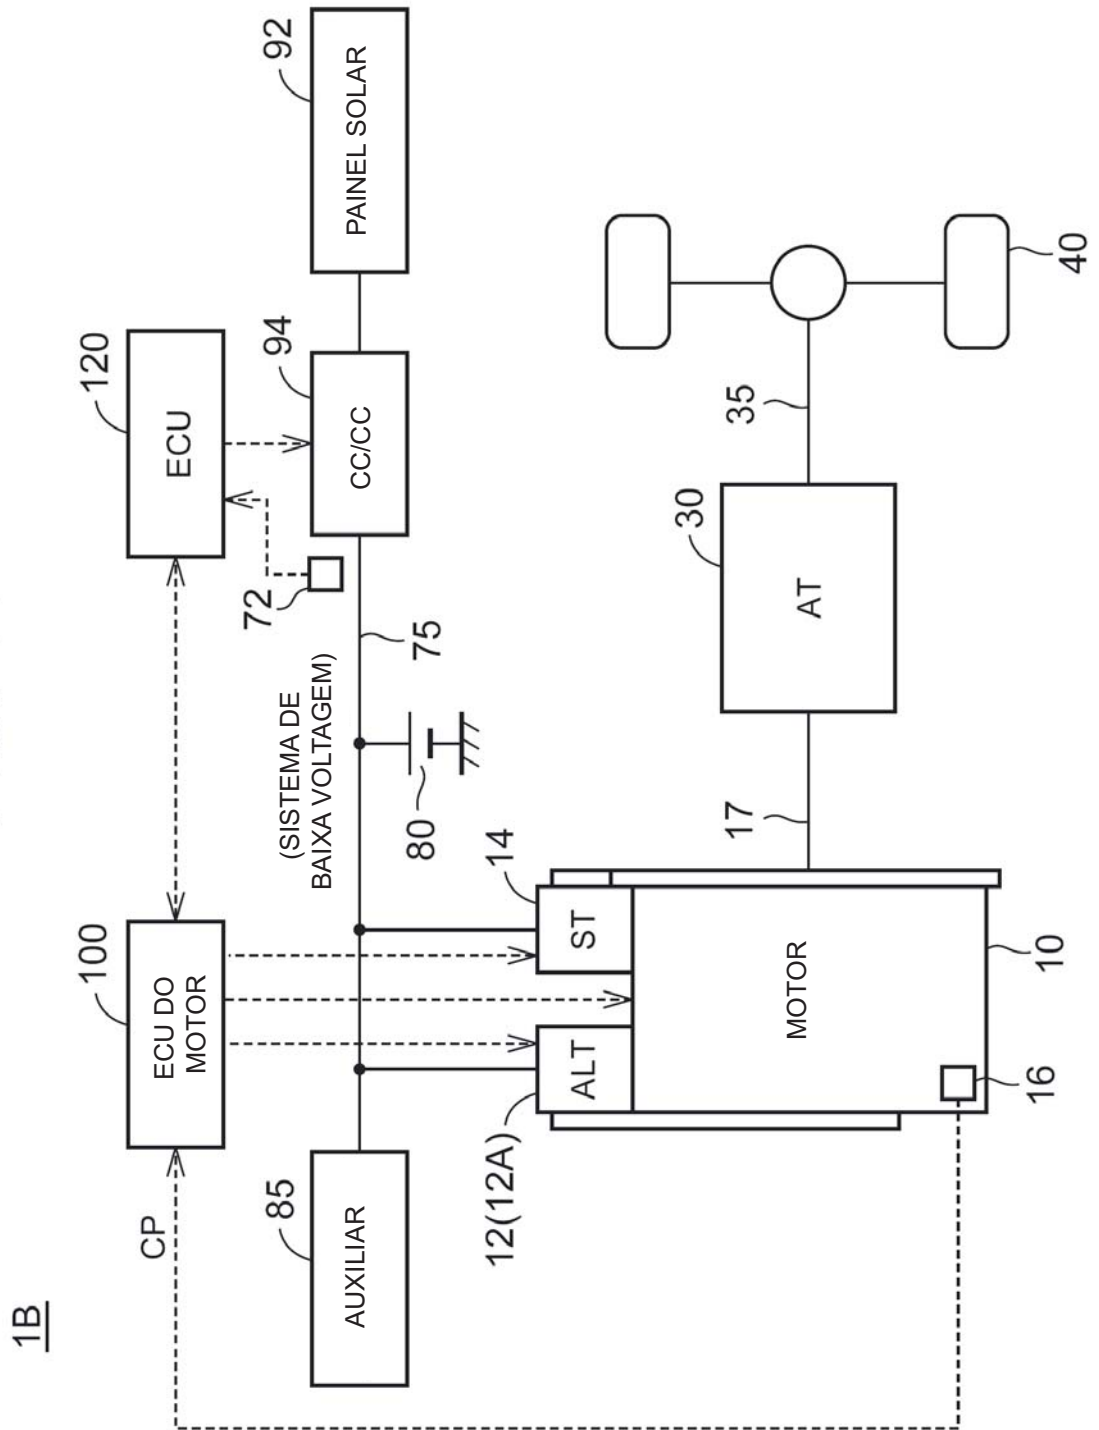 1B
CP
100
ECU DO
MOTOR
120
ECU
85
AUXILIAR
(SISTEMA DE
BAIXA VOLTAGEM)
72
75
94
CC/CC
92
PAINEL SOLAR
80
12(12A)
ALT
14
ST
MOTOR
16
10
17
30
AT
35
40